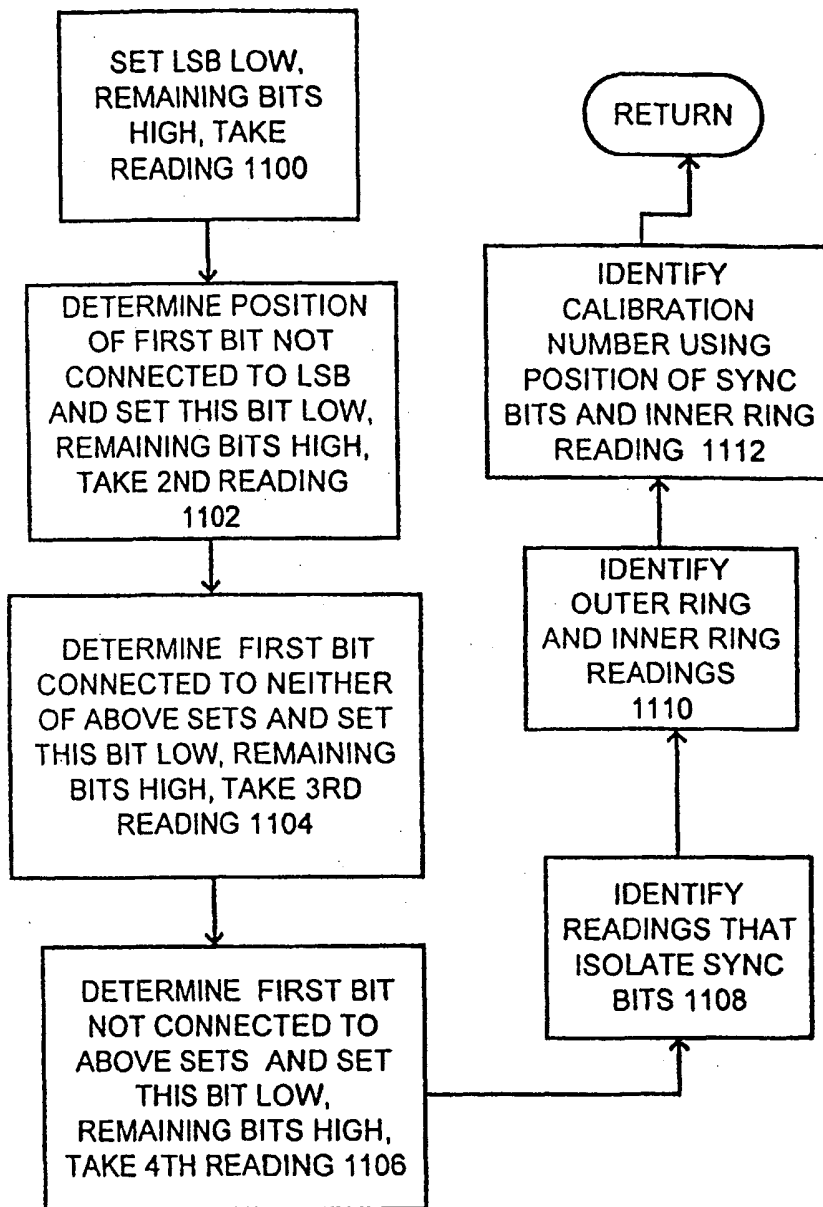 SET LSB LOW,
REMAINING BITS
HIGH, TAKE
READING 1100
DETERMINE POSITION
OF FIRST BIT NOT
CONNECTED TO LSB
AND SET THIS BIT LOW,
REMAINING BITS HIGH,
TAKE 2ND READING
1102
DETERMINE FIRST BIT
CONNECTED TO NEITHER
OF ABOVE SETS AND SET
THIS BIT LOW, REMAINING
BITS HIGH, TAKE 3RD
READING 1104
DETERMINE FIRST BIT
NOT CONNECTED TO
ABOVE SETS AND SET
THIS BIT LOW,
REMAINING BITS HIGH,
TAKE 4TH READING 1106
IDENTIFY
READINGS THAT
ISOLATE SYNC
BITS 1108
IDENTIFY
OUTER RING
AND INNER RING
READINGS
1110
IDENTIFY
CALIBRATION
NUMBER USING
POSITION OF SYNC
BITS AND INNER RING
READING 1112
RETURN